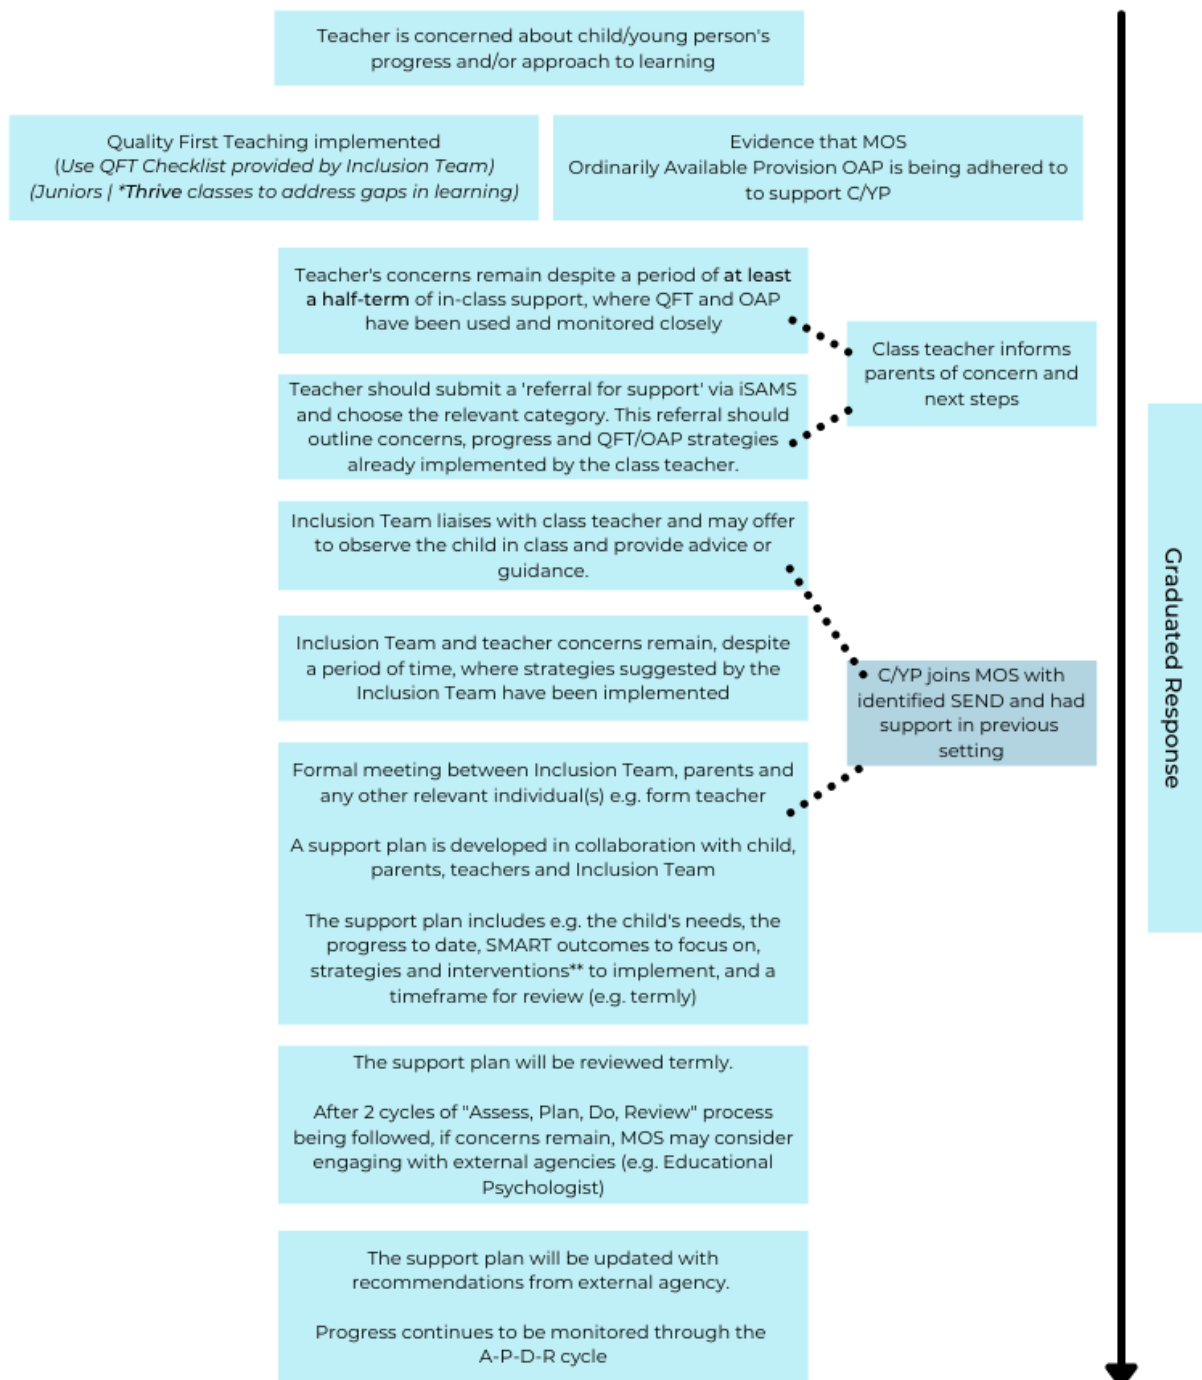 Teacher is concerned about child/young person's
progress and/or approach to learning
Quality First Teaching implemented
(Use QFT Checklist provided by Inclusion Team)
(Juniors | *Thrive classes to address gaps in learning)
Evidence that MOS
Ordinarily Available Provision OAP is being adhered to
to support C/YP
Teacher's concerns remain despite a period of at least
a half-term of in-class support, where QFT and OAP
have been used and monitored closely
Class teacher informs
parents of concern and
next steps
Teacher should submit a 'referral for support' via iSAMS
and choose the relevant category. This referral should
outline concerns, progress and QFT/OAP strategies
already implemented by the class teacher.
Inclusion Team liaises with class teacher and may offer
to observe the child in class and provide advice or
guidance.
Inclusion Team and teacher concerns remain, despite
a period of time, where strategies suggested by the
Inclusion Team have been implemented
C/YP joins MOS with
identified SEND and had
support in previous
setting
Formal meeting between Inclusion Team, parents and
any other relevant individual(s) e.g. form teacher
A support plan is developed in collaboration with child,
parents, teachers and Inclusion Team
The support plan includes e.g. the child's needs, the
progress to date, SMART outcomes to focus on,
strategies and interventions** to implement, and a
timeframe for review (e.g. termly)
The support plan will be reviewed termly.
After 2 cycles of "Assess, Plan, Do, Review" process
being followed, if concerns remain, MOS may consider
engaging with external agencies (e.g. Educational
Psychologist)
The support plan will be updated with
recommendations from external agency.
Progress continues to be monitored through the
A-P-D-R cycle
Graduated Response